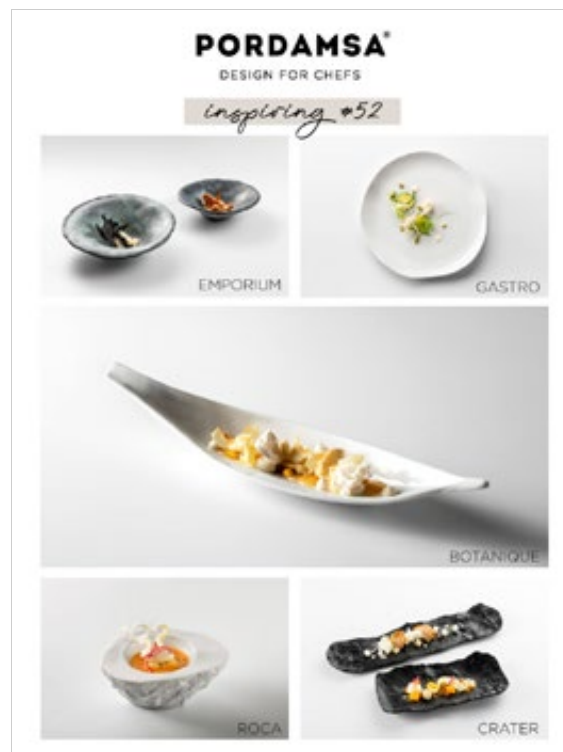 PORDAMSA®
DESIGN FOR CHEFS
inspiring #52
EMPORIUM
GASTRO
BOTANIQUE
ROCA
CRATER